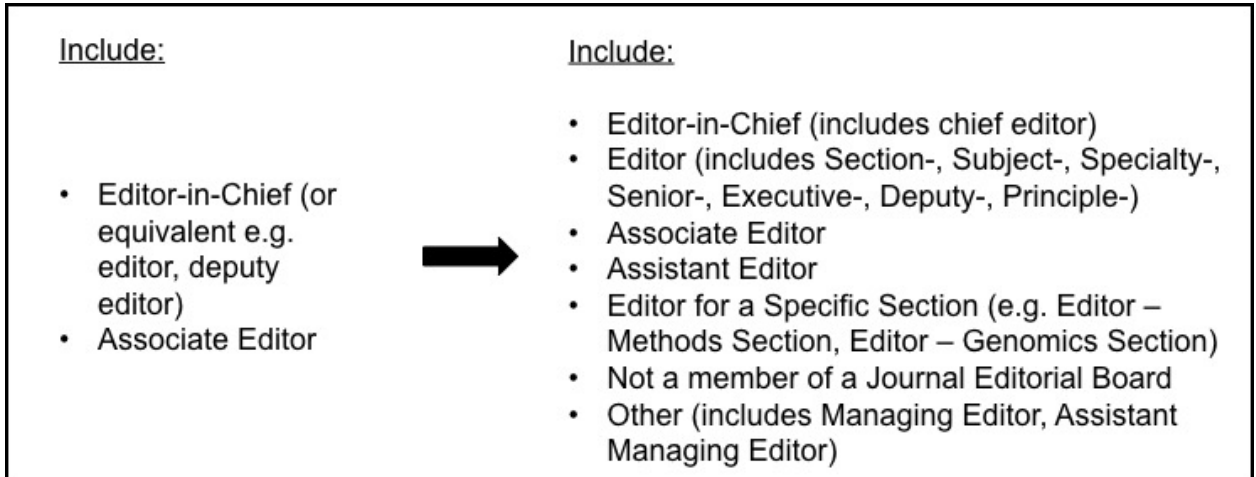 Include:
• Editor-in-Chief (or
equivalent e.g.
editor, deputy
editor)
• Associate Editor
Include:
• Editor-in-Chief (includes chief editor)
• Editor (includes Section-, Subject-, Specialty-,
Senior-, Executive-, Deputy-, Principle-)
• Associate Editor
• Assistant Editor
• Editor for a Specific Section (e.g. Editor –
Methods Section, Editor – Genomics Section)
• Not a member of a Journal Editorial Board
• Other (includes Managing Editor, Assistant
Managing Editor)